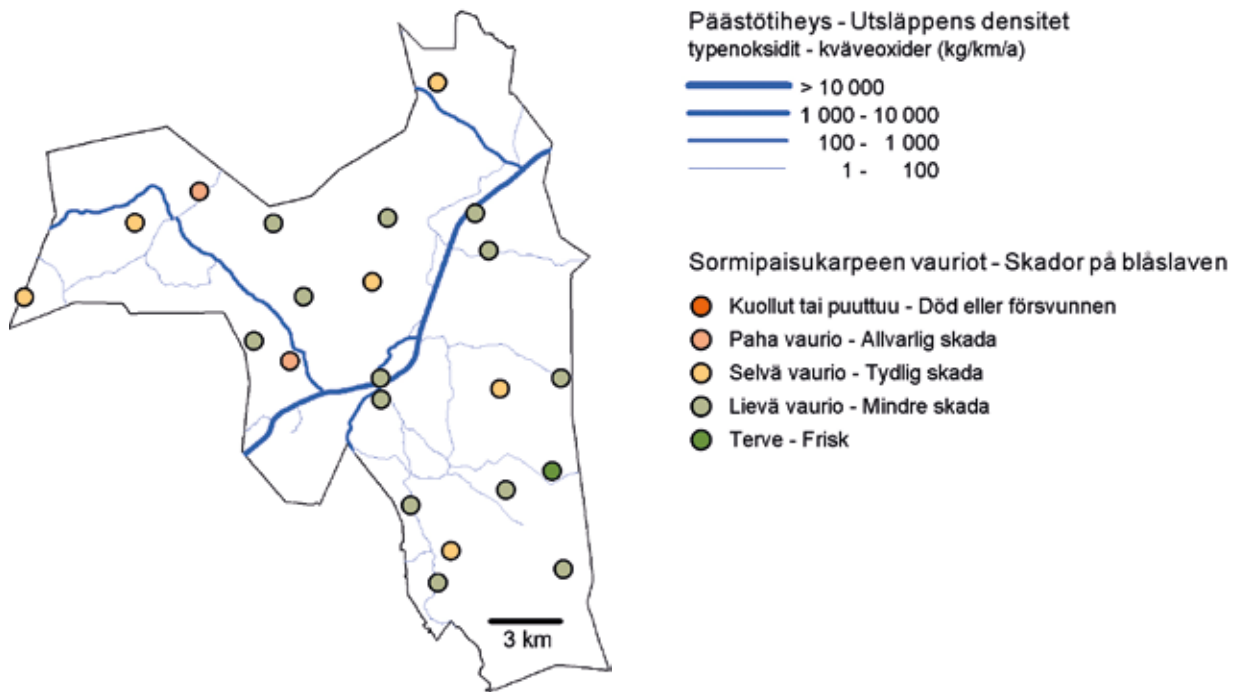 Päästötiheys - Utsläppens densitet
typenoksidit - kväveoxider (kg/km/a)
> 10 000
1 000 - 10 000
100 - 1 000
1 - 100
Sormipaisukarpeen vauriot - Skador på blåslaven
Kuollut tai puuttuu - Död eller försvunnen
Paha vaurio - Allvarlig skada
Selvä vaurio - Tydlig skada
Lievä vaurio - Mindre skada
Terve - Frisk
3 km